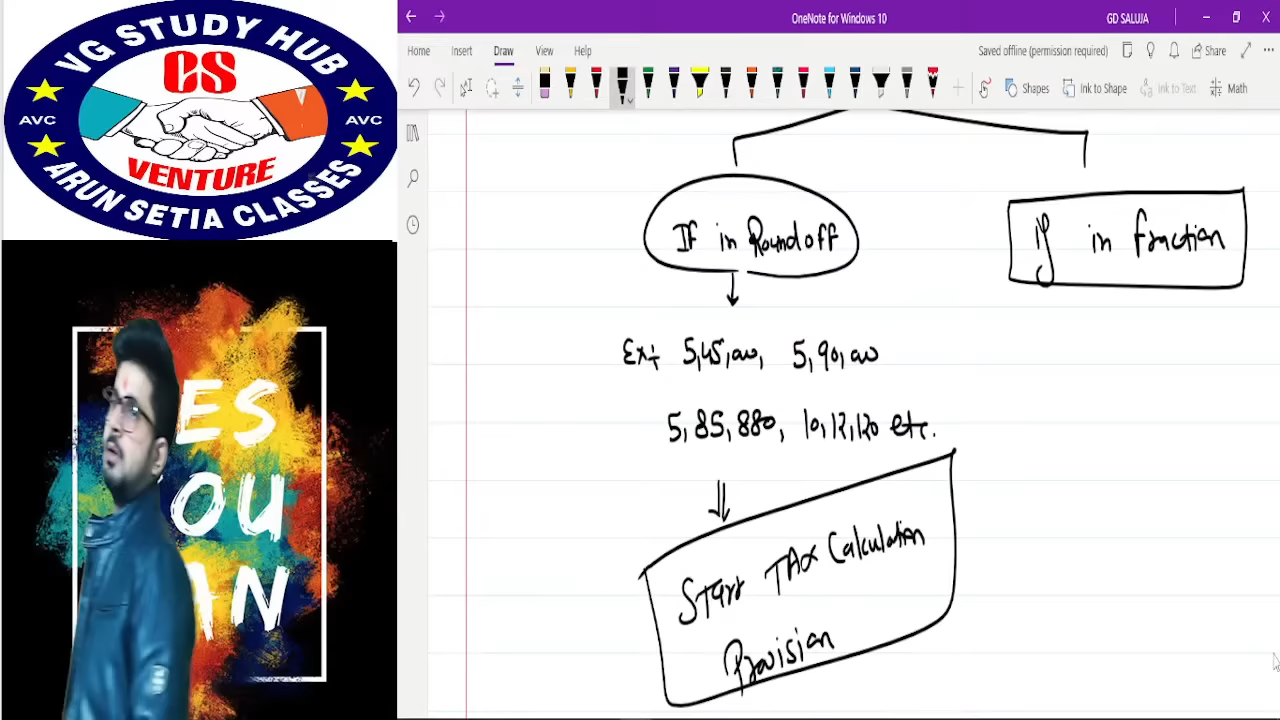 VG STUDY HUB
CS
AVC
AVC
VENTURE
ARUN SETIA CLASSES
ES
OU
AN
OneNote for Windows 10
GD SALUJA
Home Insert Draw View Help
Saved offline (permission required)
Share
Shapes
Ink to Shape
Ink to Text
Math
If in Roundoff
if in fraction
Ex:- 5,45,000, 5,90,000
5,85,880, 10,12,120 etc.
Start TAX Calculation
Provision